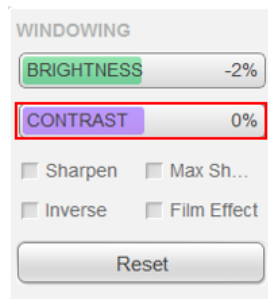 WINDOWING
BRIGHTNESS -2%
CONTRAST 0%
Sharpen Max Sh...
Inverse Film Effect
Reset